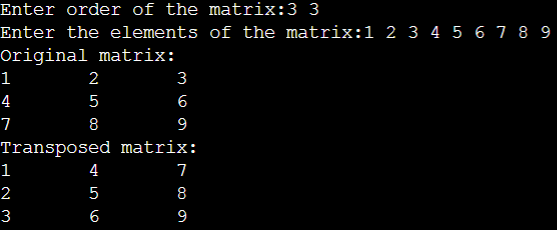 Enter order of the matrix:3 3
Enter the elements of the matrix:1 2 3 4 5 6 7 8 9
Original matrix:
1 2 3
4 5 6
7 8 9
Transposed matrix:
1 4 7
2 5 8
3 6 9